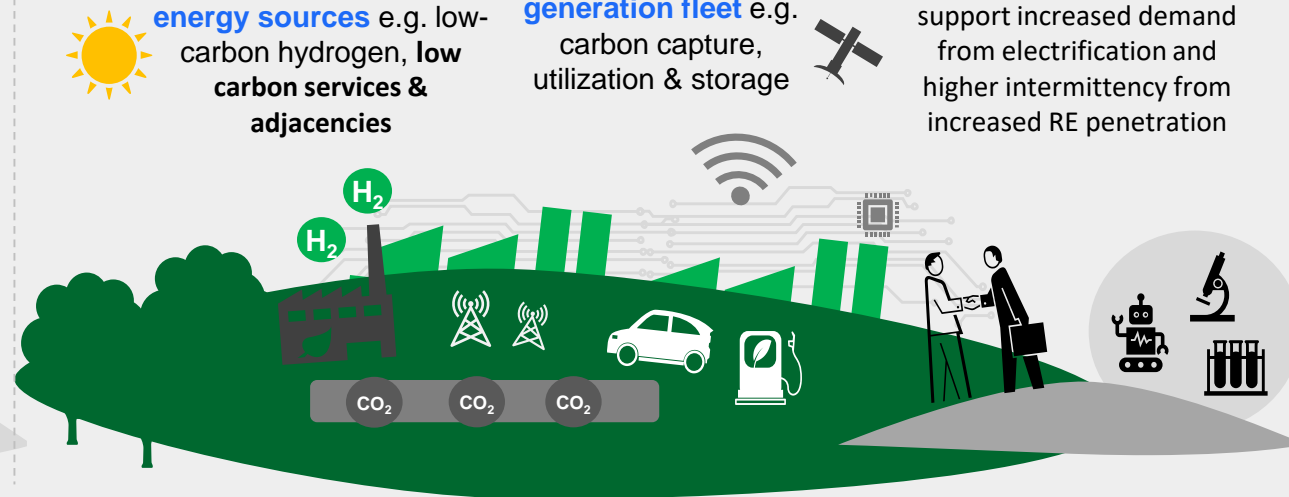 energy sources e.g. low-
carbon hydrogen, low
carbon services &
adjacencies
generation fleet e.g.
carbon capture,
utilization & storage
support increased demand
from electrification and
higher intermittency from
increased RE penetration
H₂
H₂
CO₂
CO₂
CO₂